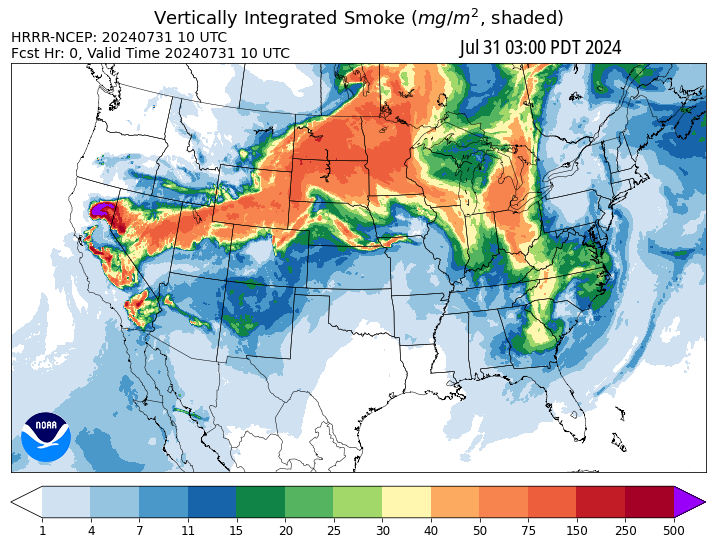 Vertically Integrated Smoke (mg/m², shaded)
HRRR-NCEP: 20240731 10 UTC
Fcst Hr: 0, Valid Time 20240731 10 UTC
Jul 31 03:00 PDT 2024
NOAA
1 4 7 11 15 20 25 30 40 50 75 150 250 500